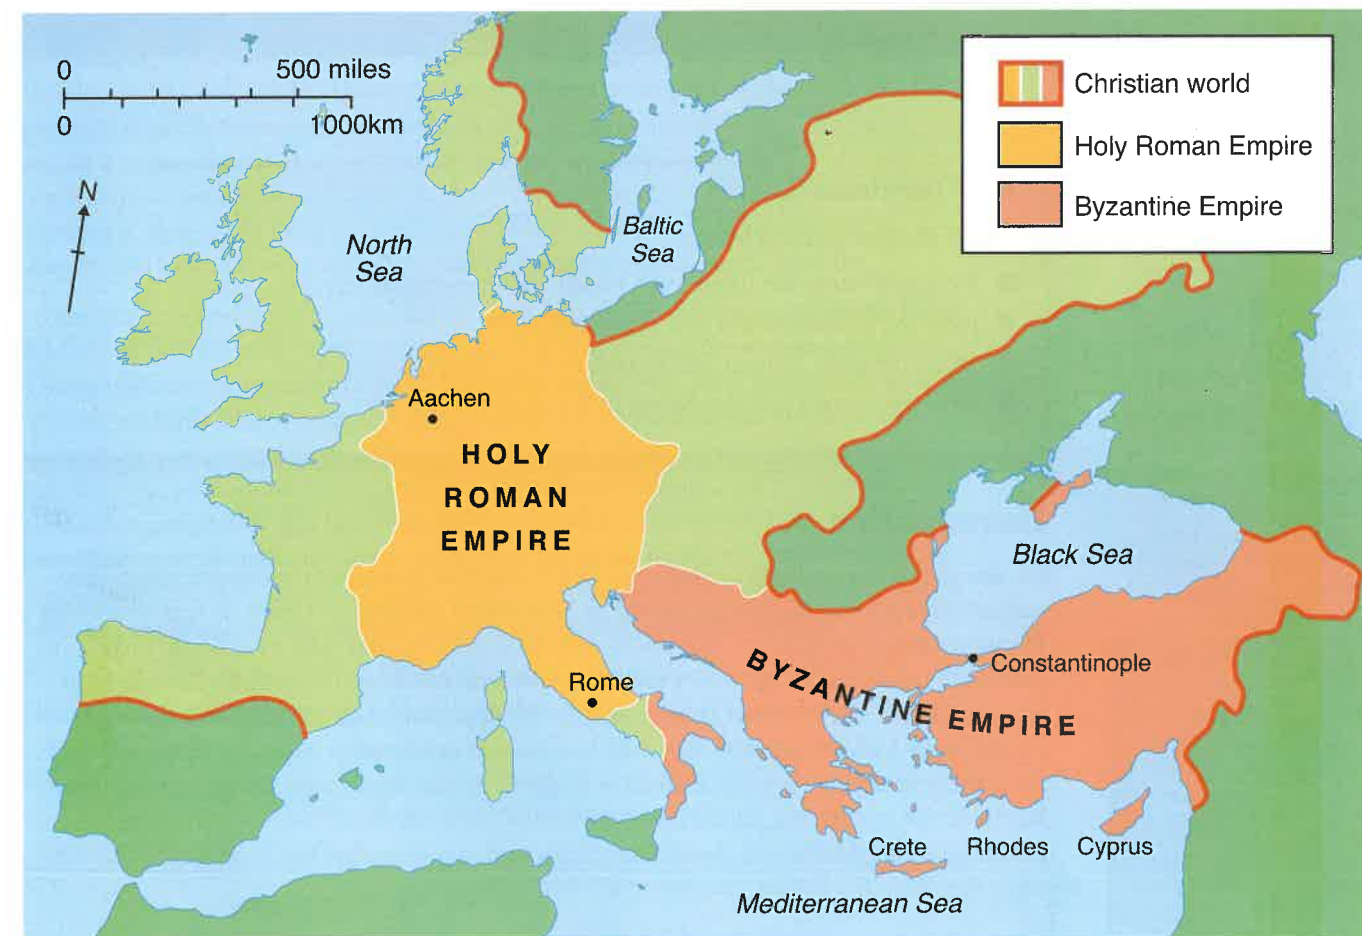 0 500 miles
0 1000km
N
Christian world
Holy Roman Empire
Byzantine Empire
North
Sea
Baltic
Sea
Aachen
HOLY
ROMAN
EMPIRE
Black Sea
Constantinople
BYZANTINE EMPIRE
Rome
Crete Rhodes Cyprus
Mediterranean Sea